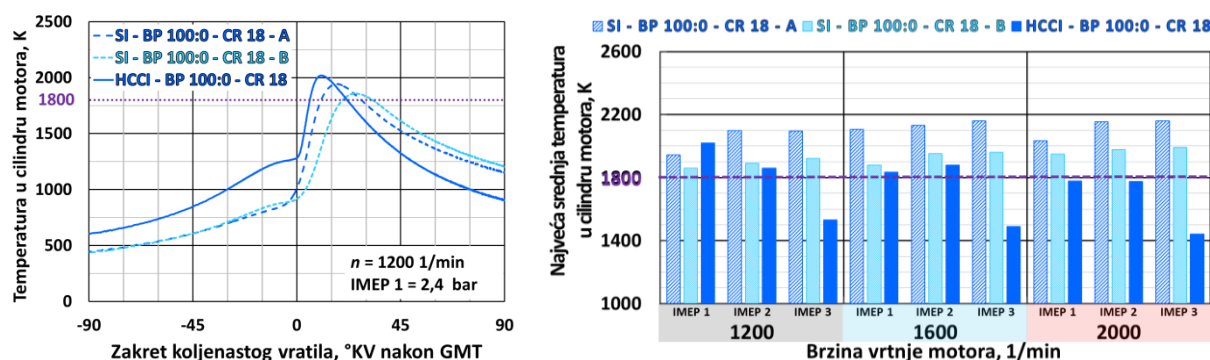 Temperatura u cilindru motora, K
2500
2000
1800
1500
1000
500
0
SI - BP 100:0 - CR 18 - A
SI - BP 100:0 - CR 18 - B
HCCI - BP 100:0 - CR 18
n = 1200 1/min
IMEP 1 = 2,4 bar
-90
-45
0
45
90
Zakret koljenastog vratila, °KV nakon GMT
SI - BP 100:0 - CR 18 - A
SI - BP 100:0 - CR 18 - B
HCCI - BP 100:0 - CR 18
Najveća srednja temperatura
u cilindru motora, K
2600
2200
1800
1800
1400
1000
IMEP 1
IMEP 2
IMEP 3
IMEP 1
IMEP 2
IMEP 3
IMEP 1
IMEP 2
IMEP 3
1200
1600
2000
Brzina vrtnje motora, 1/min